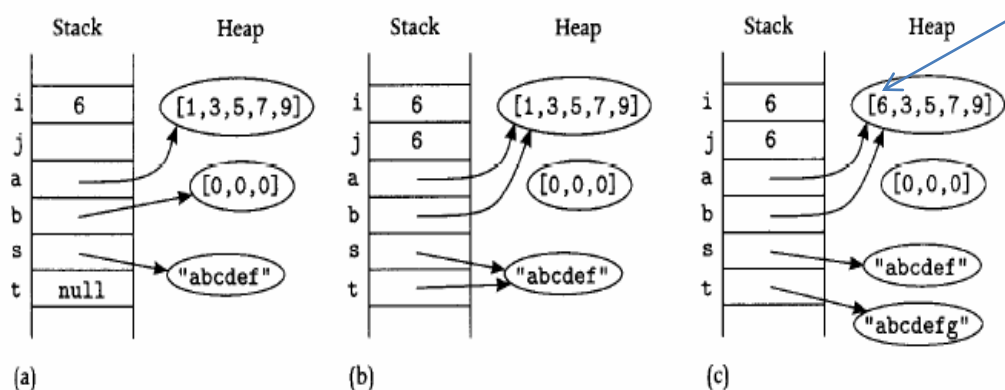 Stack Heap Stack Heap Stack Heap
i 6 [1,3,5,7,9] i 6 [1,3,5,7,9] i 6 [6,3,5,7,9]
j j 6 j 6
a [0,0,0] a [0,0,0] a [0,0,0]
b b b
s "abcdef" s "abcdef" s "abcdef"
t null t t "abcdefg"
(a) (b) (c)